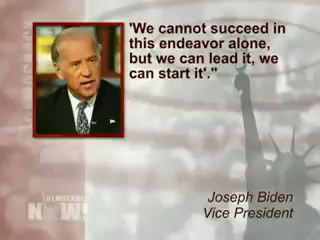 'We cannot succeed in
this endeavor alone,
but we can lead it, we
can start it'."
Joseph Biden
Vice President
DEMOCRACY
NOW!